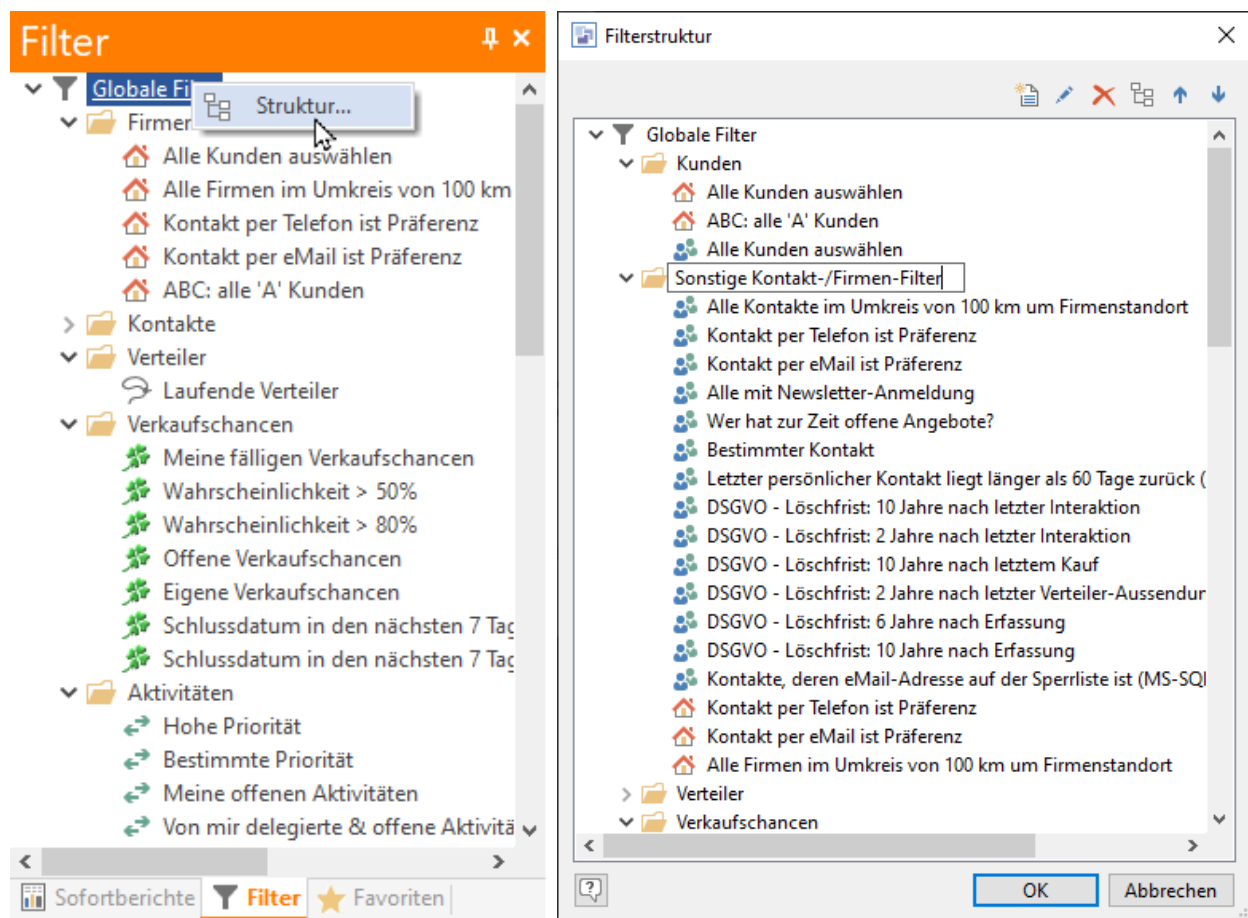 Filter
Globale Fi
Struktur...
Firmen
Alle Kunden auswählen
Alle Firmen im Umkreis von 100 km
Kontakt per Telefon ist Präferenz
Kontakt per eMail ist Präferenz
ABC: alle 'A' Kunden
Kontakte
Verteiler
Laufende Verteiler
Verkaufschancen
Meine fälligen Verkaufschancen
Wahrscheinlichkeit > 50%
Wahrscheinlichkeit > 80%
Offene Verkaufschancen
Eigene Verkaufschancen
Schlussdatum in den nächsten 7 Tag
Schlussdatum in den nächsten 7 Tag
Aktivitäten
Hohe Priorität
Bestimmte Priorität
Meine offenen Aktivitäten
Von mir delegierte & offene Aktivitä
Sofortberichte Filter Favoriten
Filterstruktur
Globale Filter
Kunden
Alle Kunden auswählen
ABC: alle 'A' Kunden
Alle Kunden auswählen
Sonstige Kontakt-/Firmen-Filter
Alle Kontakte im Umkreis von 100 km um Firmenstandort
Kontakt per Telefon ist Präferenz
Kontakt per eMail ist Präferenz
Alle mit Newsletter-Anmeldung
Wer hat zur Zeit offene Angebote?
Bestimmter Kontakt
Letzter persönlicher Kontakt liegt länger als 60 Tage zurück (
DSGVO - Löschfrist: 10 Jahre nach letzter Interaktion
DSGVO - Löschfrist: 2 Jahre nach letzter Interaktion
DSGVO - Löschfrist: 10 Jahre nach letztem Kauf
DSGVO - Löschfrist: 2 Jahre nach letzter Verteiler-Aussendun
DSGVO - Löschfrist: 6 Jahre nach Erfassung
DSGVO - Löschfrist: 10 Jahre nach Erfassung
Kontakte, deren eMail-Adresse auf der Sperrliste ist (MS-SQL
Kontakt per Telefon ist Präferenz
Kontakt per eMail ist Präferenz
Alle Firmen im Umkreis von 100 km um Firmenstandort
Verteiler
Verkaufschancen
OK Abbrechen